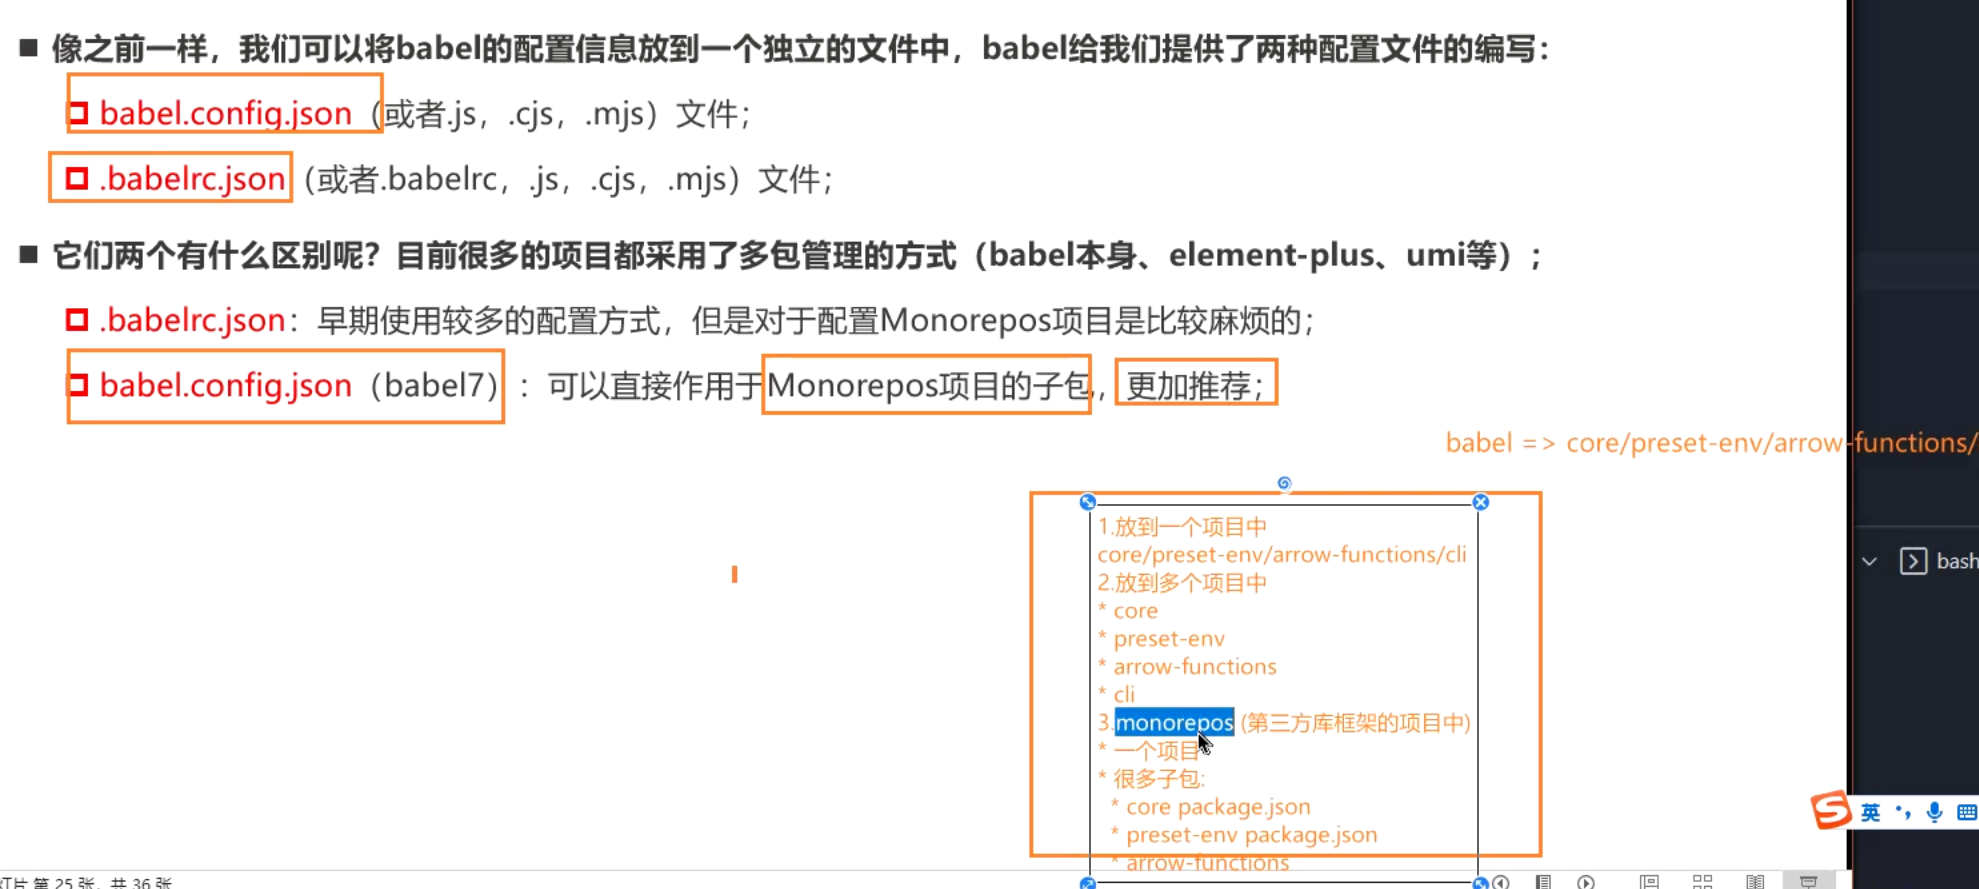 像之前一样，我们可以将babel的配置信息放到一个独立的文件中，babel给我们提供了两种配置文件的编写：
babel.config.json（或者.js，.cjs，.mjs）文件；
.babelrc.json（或者.babelrc，.js，.cjs，.mjs）文件；
它们两个有什么区别呢？目前很多的项目都采用了多包管理的方式（babel本身、element-plus、umi等）；
.babelrc.json：早期使用较多的配置方式，但是对于配置Monorepos项目是比较麻烦的；
babel.config.json（babel7）：可以直接作用于Monorepos项目的子包，更加推荐；
babel => core/preset-env/arrow-functions/
1.放到一个项目中
core/preset-env/arrow-functions/cli
2.放到多个项目中
* core
* preset-env
* arrow-functions
* cli
3.monorepos (第三方库框架的项目中)
* 一个项目
* 很多子包:
* core package.json
* preset-env package.json
* arrow-functions
bash
英
灯片 第 25 张，共 36 张